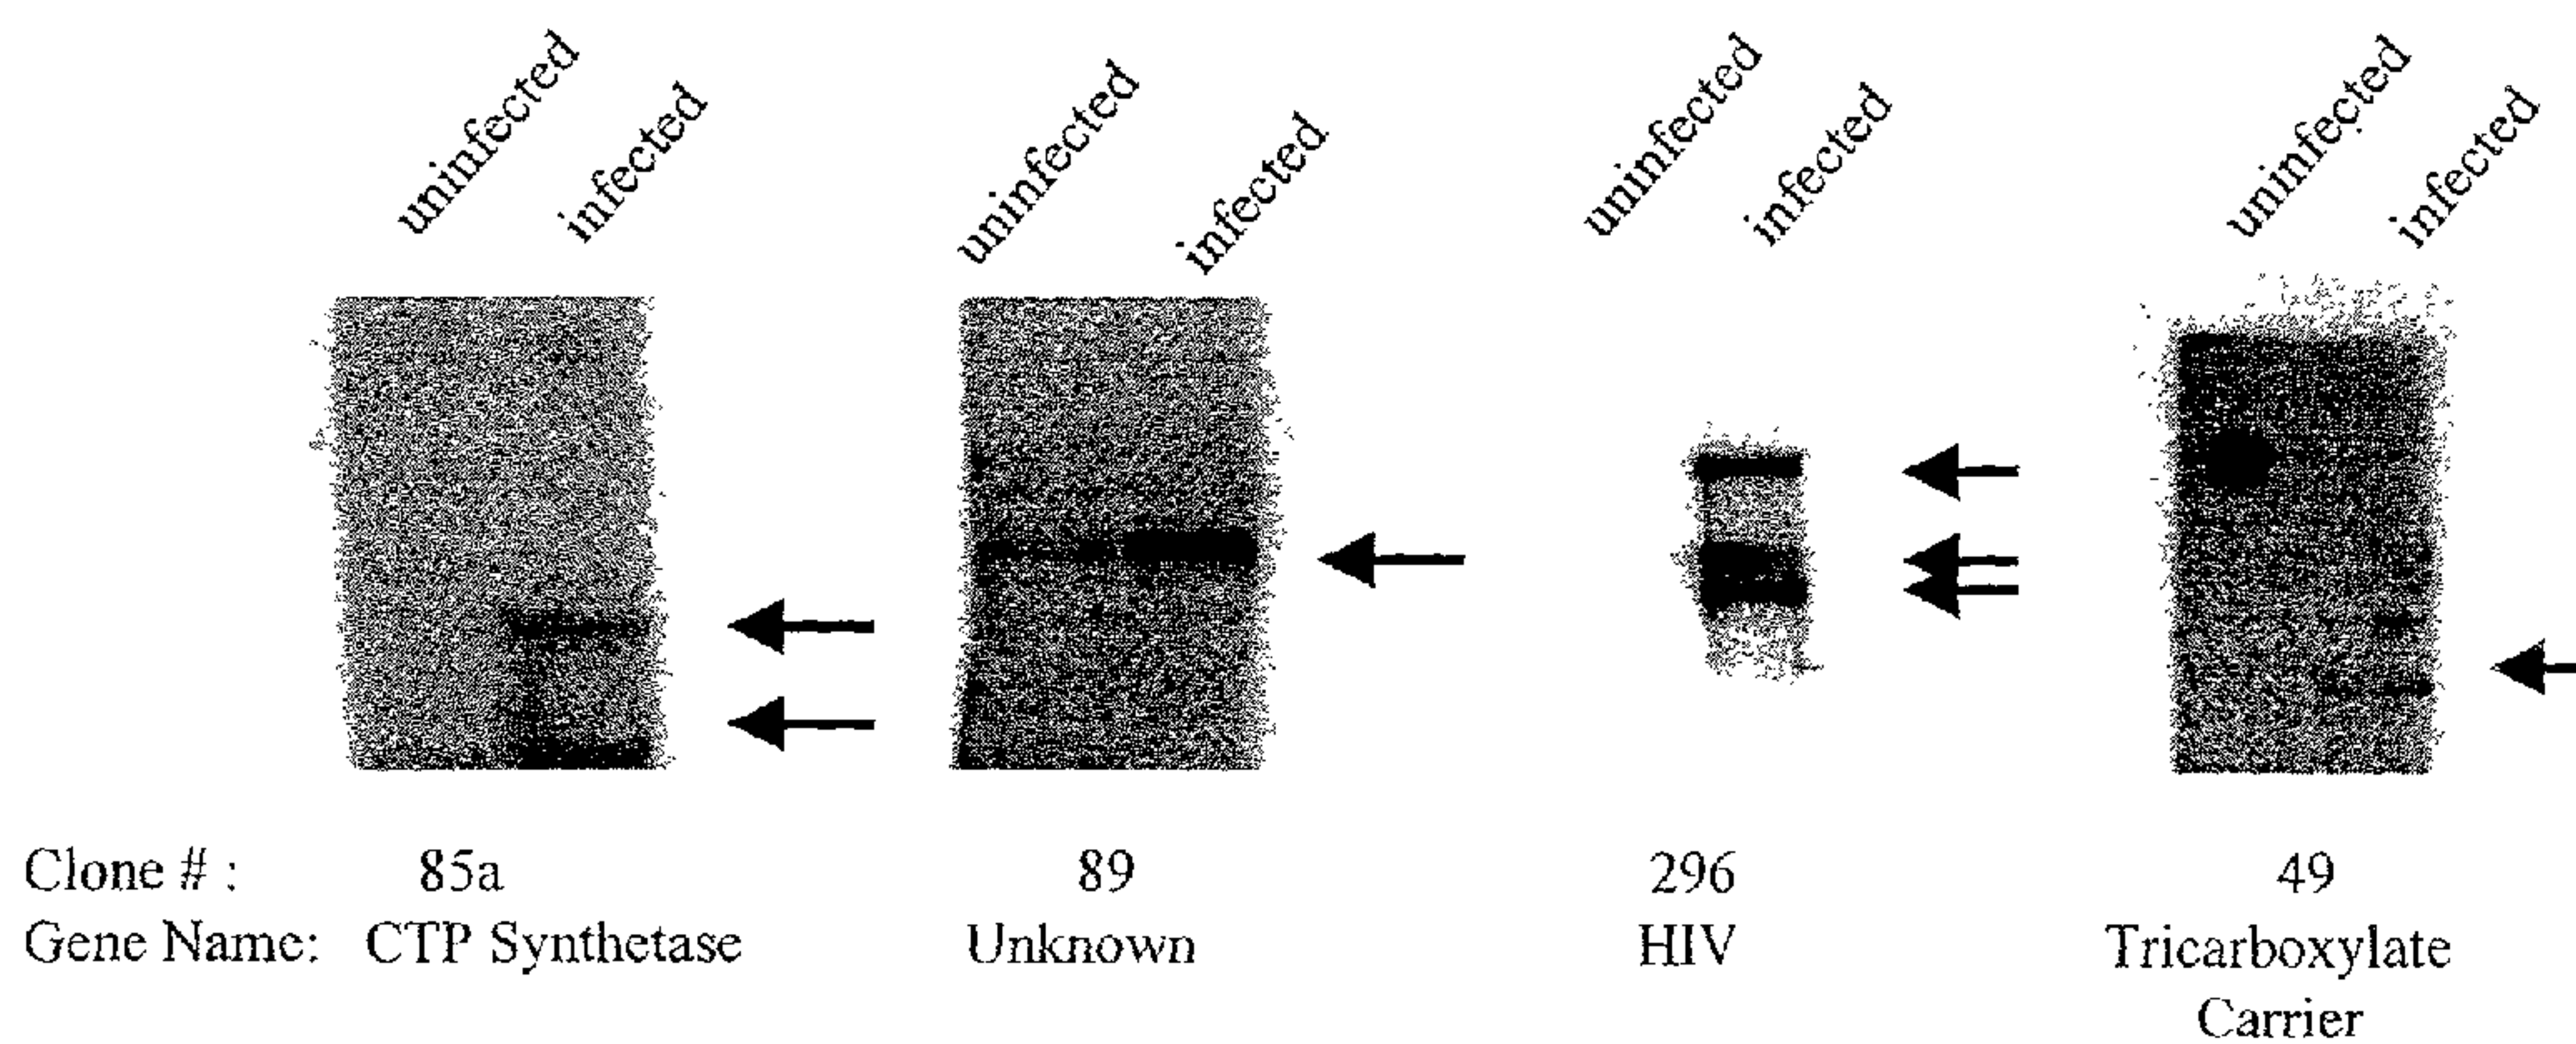 uninfected infected uninfected infected uninfected infected uninfected infected
Clone # : 85a 89 296 49
Gene Name: CTP Synthetase Unknown HIV Tricarboxylate
Carrier